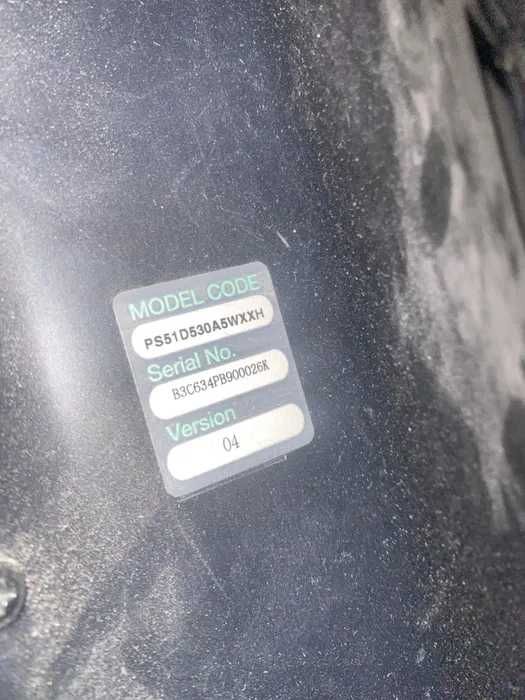 MODEL CODE
PS51D530A5WXXH
Serial No.
B3C634PB900026K
Version
04